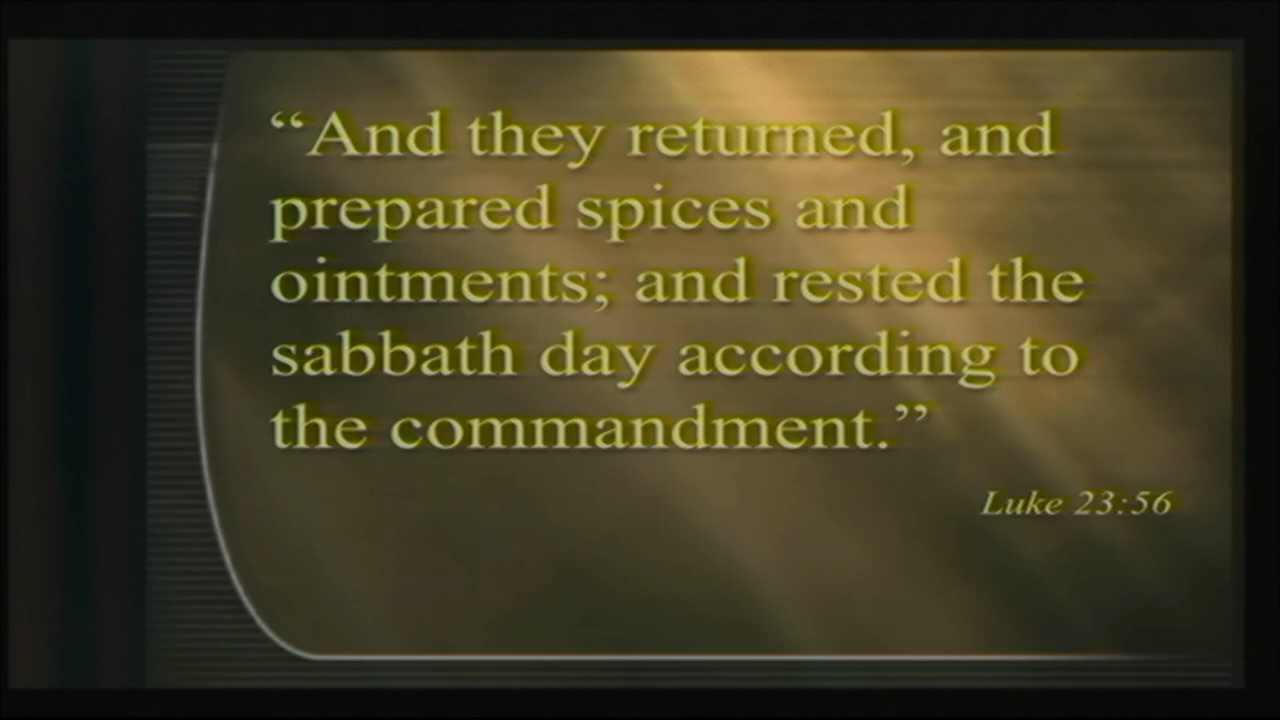 “And they returned, and
prepared spices and
ointments; and rested the
sabbath day according to
the commandment.”
Luke 23:56